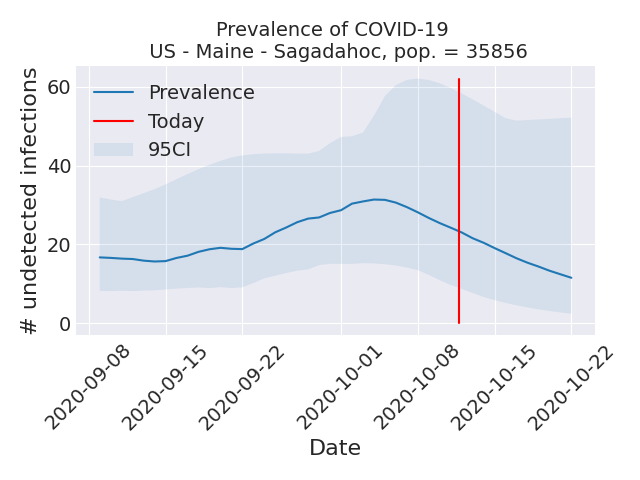 Prevalence of COVID-19
US - Maine - Sagadahoc, pop. = 35856
# undetected infections
60
40
20
0
Prevalence
Today
95CI
2020-09-08
2020-09-15
2020-09-22
2020-10-01
2020-10-08
2020-10-15
2020-10-22
Date